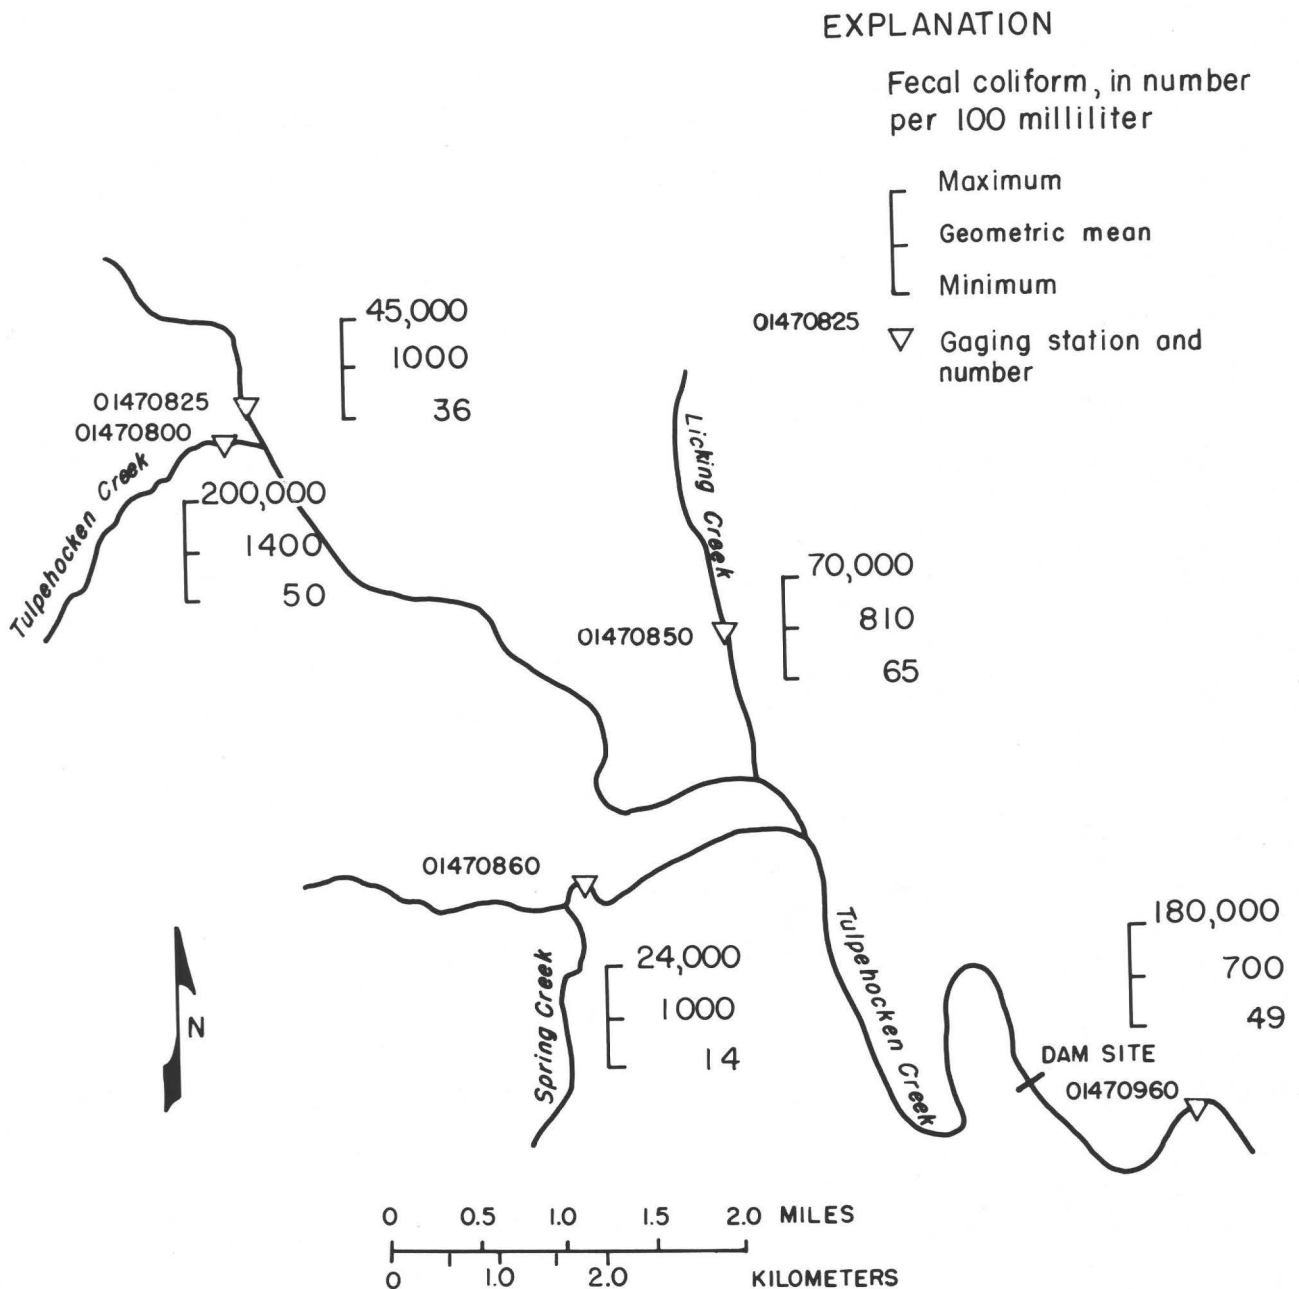 EXPLANATION
Fecal coliform, in number
per 100 milliliter
Maximum
Geometric mean
Minimum
01470825
Gaging station and
number
45,000
1000
36
01470825
01470800
Tulpehocken Creek
200,000
1400
50
Licking Creek
70,000
810
65
01470850
01470860
Spring Creek
24,000
1000
14
Tulpehocken Creek
180,000
700
49
DAM SITE
01470960
N
0 0.5 1.0 1.5 2.0 MILES
0 1.0 2.0 KILOMETERS